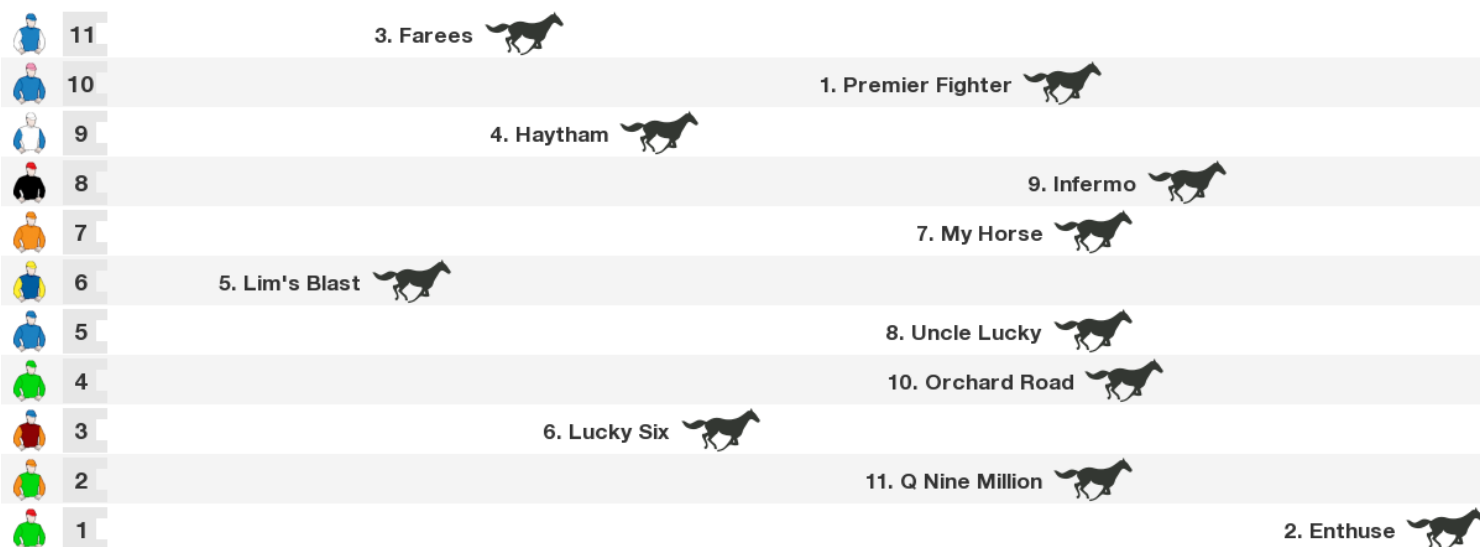 11 3. Farees
10 1. Premier Fighter
9 4. Haytham
8 9. Infermo
7 7. My Horse
6 5. Lim's Blast
5 8. Uncle Lucky
4 10. Orchard Road
3 6. Lucky Six
2 11. Q Nine Million
1 2. Enthuse